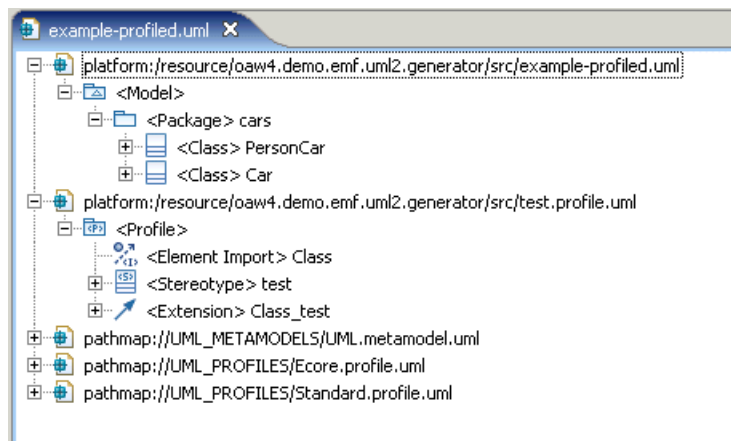 example-profiled.uml
platform:/resource/oaw4.demo.emf.uml2.generator/src/example-profiled.uml
<Model>
<Package> cars
<Class> PersonCar
<Class> Car
platform:/resource/oaw4.demo.emf.uml2.generator/src/test.profile.uml
<Profile>
<Element Import> Class
<Stereotype> test
<Extension> Class_test
pathmap://UML_METAMODELS/UML.metamodel.uml
pathmap://UML_PROFILES/Ecore.profile.uml
pathmap://UML_PROFILES/Standard.profile.uml